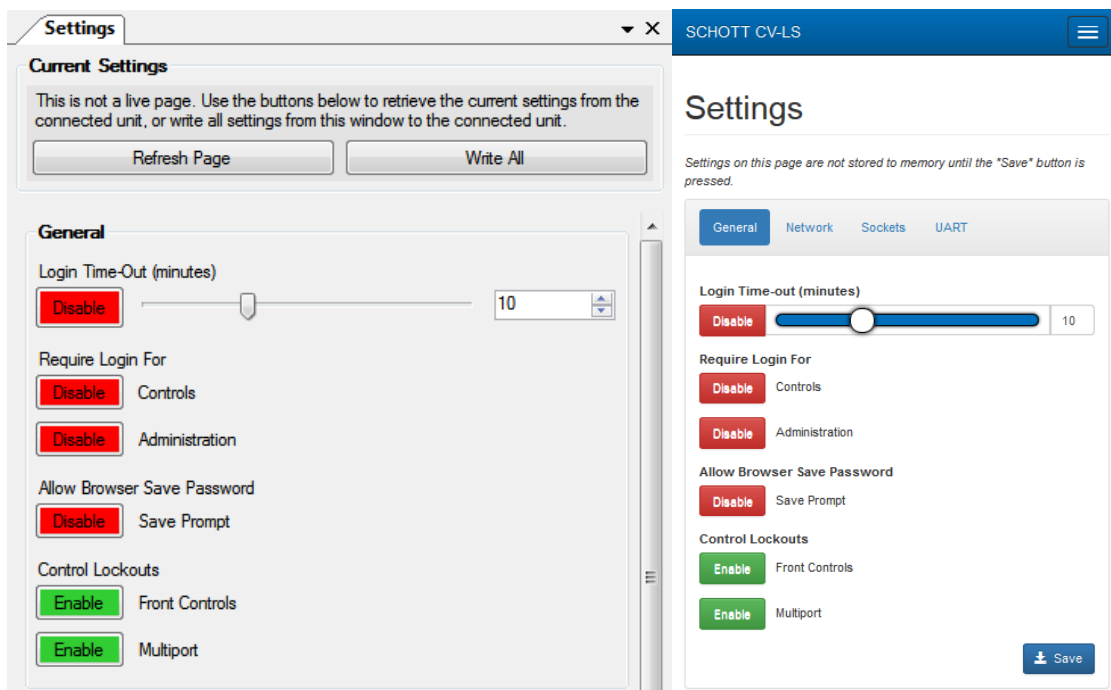 Settings
Current Settings
This is not a live page. Use the buttons below to retrieve the current settings from the
connected unit, or write all settings from this window to the connected unit.
Refresh Page
Write All
General
Login Time-Out (minutes)
Disable
10
Require Login For
Disable Controls
Disable Administration
Allow Browser Save Password
Disable Save Prompt
Control Lockouts
Enable Front Controls
Enable Multiport
SCHOTT CV-LS
Settings
Settings on this page are not stored to memory until the "Save" button is
pressed.
General Network Sockets UART
Login Time-out (minutes)
Disable 10
Require Login For
Disable Controls
Disable Administration
Allow Browser Save Password
Disable Save Prompt
Control Lockouts
Enable Front Controls
Enable Multiport
Save